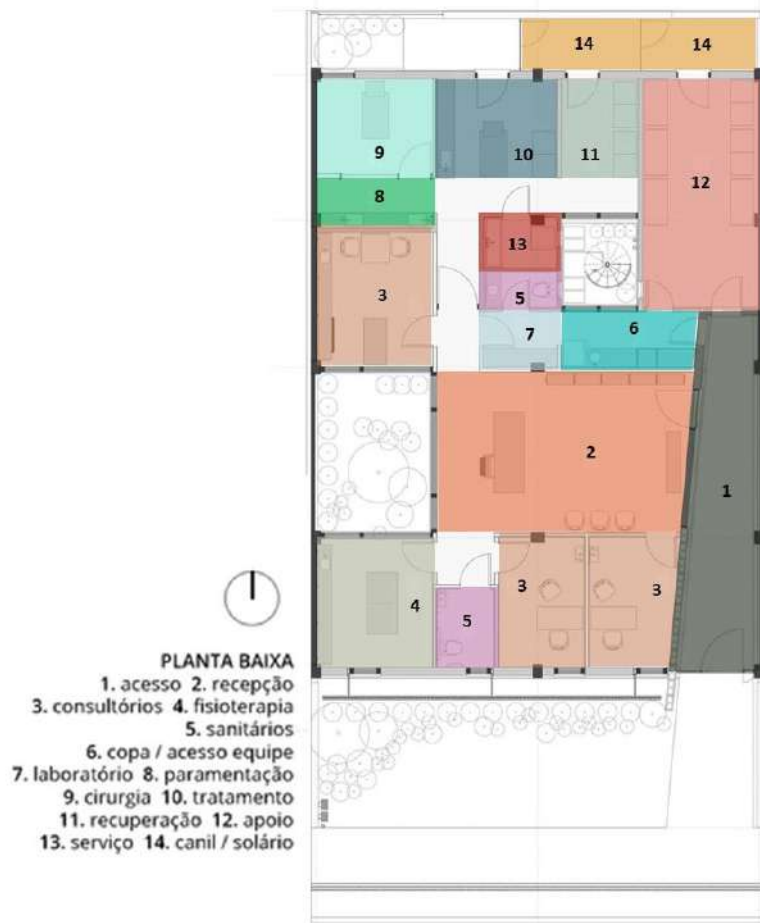 14 14
9 10 11
12
8
13
3
5
6
7
2
1
3 3
4
5
PLANTA BAIXA
1. acesso 2. recepção
3. consultórios 4. fisioterapia
5. sanitários
6. copa / acesso equipe
7. laboratório 8. paramentação
9. cirurgia 10. tratamento
11. recuperação 12. apoio
13. serviço 14. canil / solário